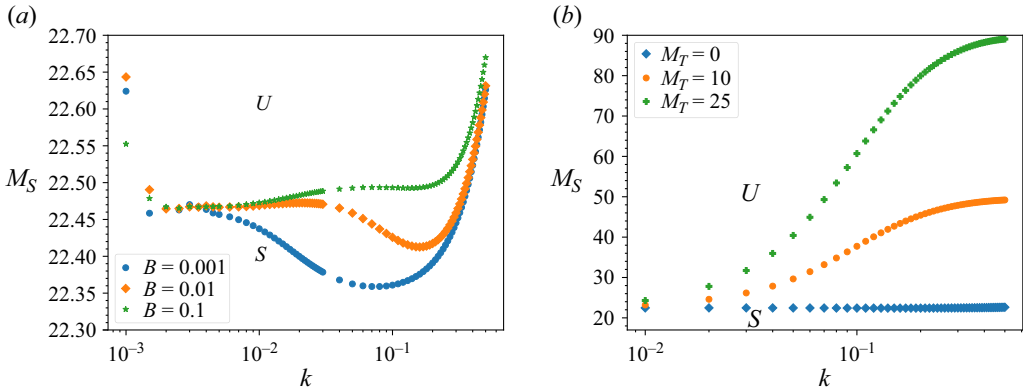 (a)
22.70
22.65
22.60
22.55
22.50
22.45
22.40
22.35
22.30
M_S
U
S
B = 0.001
B = 0.01
B = 0.1
10⁻³
10⁻²
10⁻¹
k
(b)
90
80
70
60
50
40
30
20
M_S
M_T = 0
M_T = 10
M_T = 25
U
S
10⁻²
10⁻¹
k